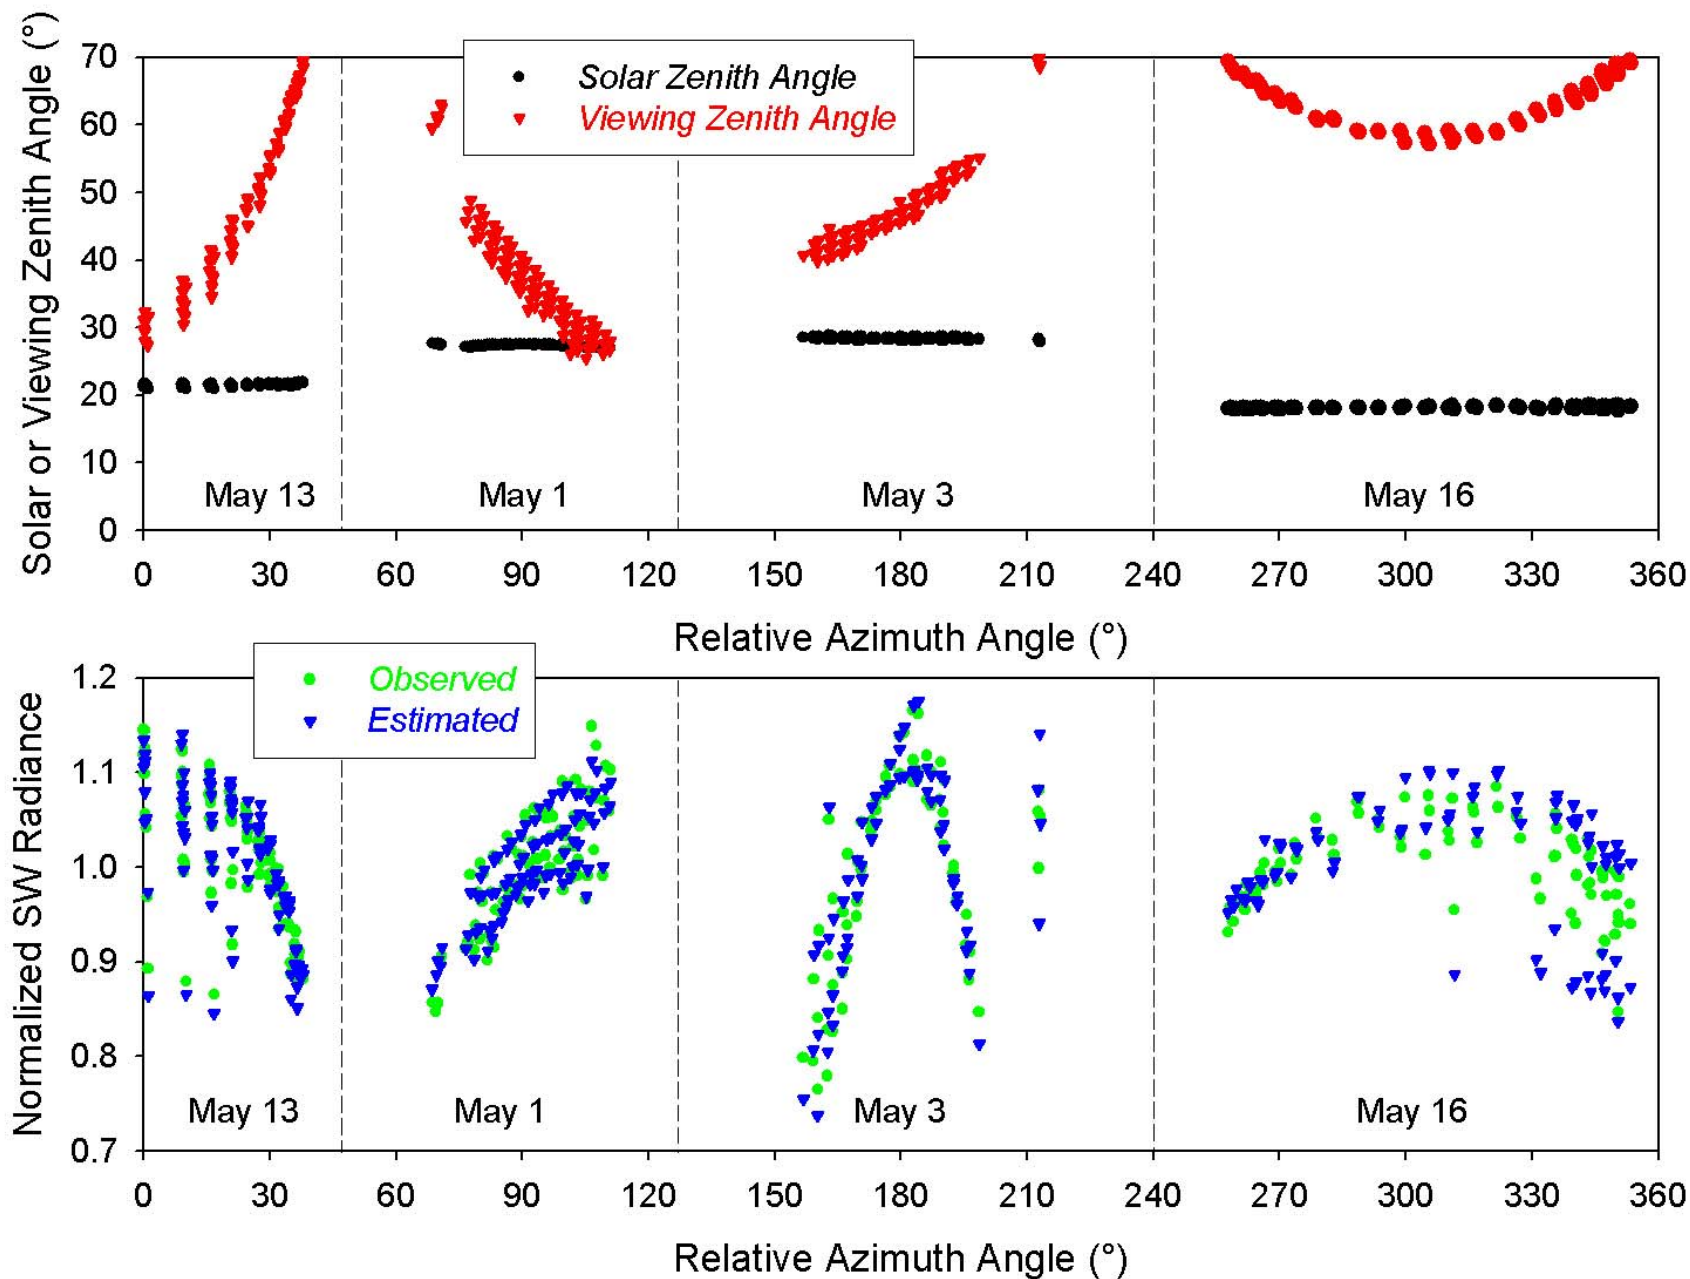 Solar or Viewing Zenith Angle (°)
70
60
50
40
30
20
10
0
Solar Zenith Angle
Viewing Zenith Angle
May 13
May 1
May 3
May 16
0 30 60 90 120 150 180 210 240 270 300 330 360
Relative Azimuth Angle (°)
Normalized SW Radiance
1.2
1.1
1.0
0.9
0.8
0.7
Observed
Estimated
May 13
May 1
May 3
May 16
0 30 60 90 120 150 180 210 240 270 300 330 360
Relative Azimuth Angle (°)